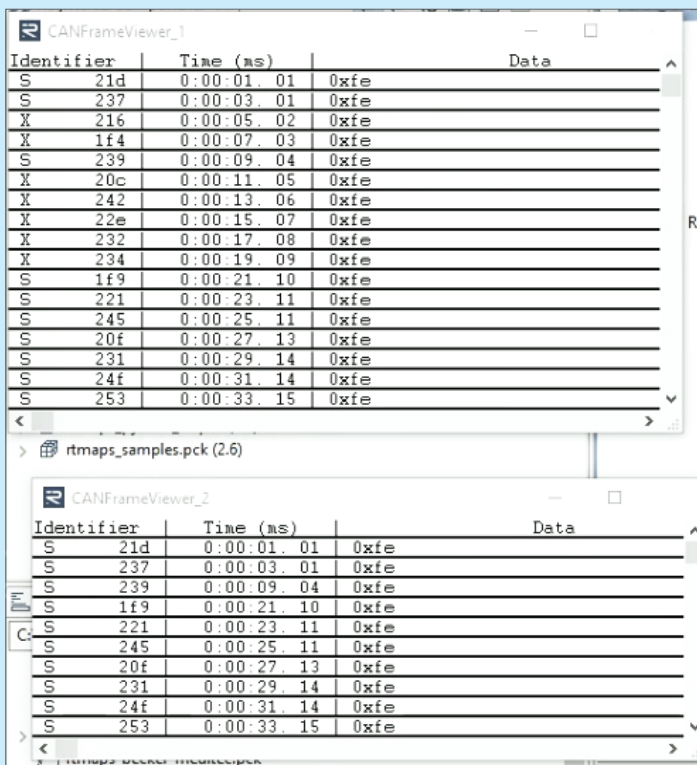 CANFrameViewer_1
Identifier | Time (ms) | Data
S 21d | 0:00:01. 01 | 0xfe
S 237 | 0:00:03. 01 | 0xfe
X 216 | 0:00:05. 02 | 0xfe
X 1f4 | 0:00:07. 03 | 0xfe
S 239 | 0:00:09. 04 | 0xfe
X 20c | 0:00:11. 05 | 0xfe
X 242 | 0:00:13. 06 | 0xfe
X 22e | 0:00:15. 07 | 0xfe
X 232 | 0:00:17. 08 | 0xfe
X 234 | 0:00:19. 09 | 0xfe
S 1f9 | 0:00:21. 10 | 0xfe
S 221 | 0:00:23. 11 | 0xfe
S 245 | 0:00:25. 11 | 0xfe
S 20f | 0:00:27. 13 | 0xfe
S 231 | 0:00:29. 14 | 0xfe
S 24f | 0:00:31. 14 | 0xfe
S 253 | 0:00:33. 15 | 0xfe
R
rtmaps_samples.pck (2.6)
CANFrameViewer_2
Identifier | Time (ms) | Data
S 21d | 0:00:01. 01 | 0xfe
S 237 | 0:00:03. 01 | 0xfe
S 239 | 0:00:09. 04 | 0xfe
S 1f9 | 0:00:21. 10 | 0xfe
S 221 | 0:00:23. 11 | 0xfe
S 245 | 0:00:25. 11 | 0xfe
S 20f | 0:00:27. 13 | 0xfe
S 231 | 0:00:29. 14 | 0xfe
S 24f | 0:00:31. 14 | 0xfe
S 253 | 0:00:33. 15 | 0xfe
C: